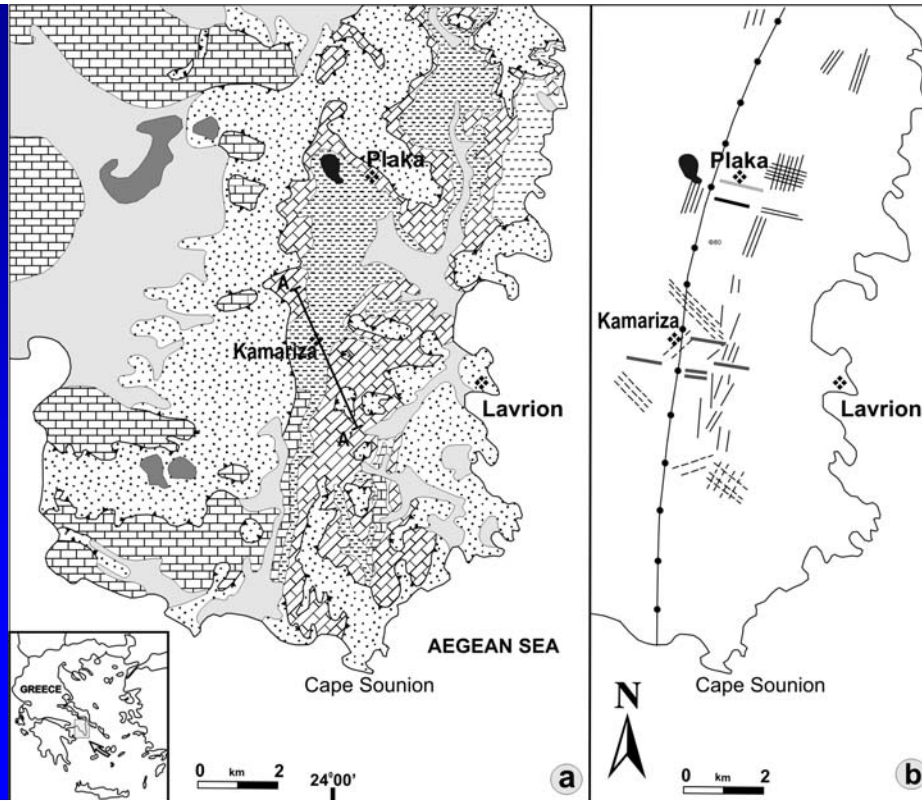 Plaka
A
Kamariza
A'
Lavrion
AEGEAN SEA
Cape Sounion
GREECE
0 km 2
24°00'
a
Plaka
Kamariza
Lavrion
Cape Sounion
N
0 km 2
b